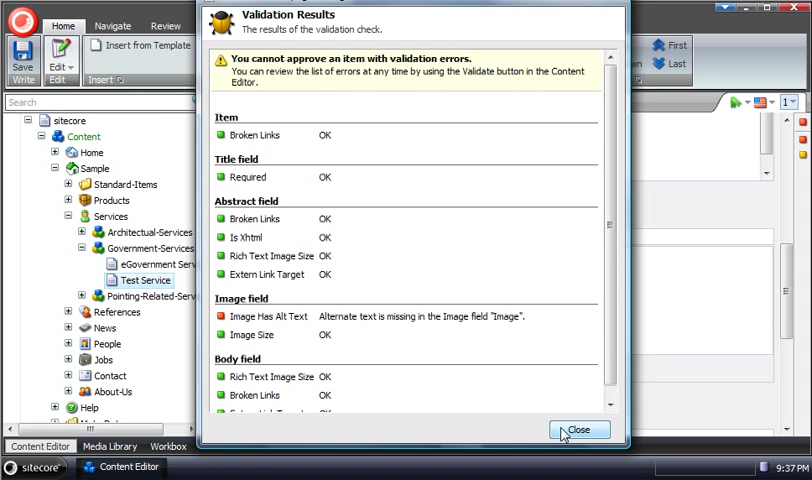 Home Navigate Review
Save
Write
Edit
Edit
Insert from Template
Insert
First
Last
1
Search
sitecore
Content
Home
Sample
Standard-Items
Products
Services
Architectual-Services
Government-Services
eGovernment Serv
Test Service
Pointing-Related-Serv
References
News
People
Jobs
Contact
About-Us
Help
Validation Results
The results of the validation check.
You cannot approve an item with validation errors.
You can review the list of errors at any time by using the Validate button in the Content
Editor.
Item
Broken Links OK
Title field
Required OK
Abstract field
Broken Links OK
Is Xhtml OK
Rich Text Image Size OK
Extern Link Target OK
Image field
Image Has Alt Text Alternate text is missing in the Image field "Image".
Image Size OK
Body field
Rich Text Image Size OK
Broken Links OK
Close
Content Editor Media Library Workbox
sitecore Content Editor 9:37 PM